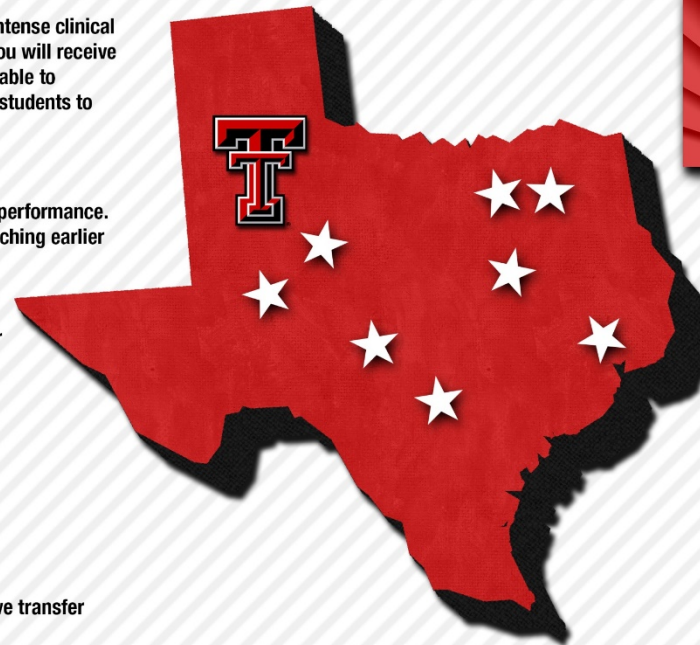 ntense clinical
ou will receive
able to
students to
performance.
ching earlier
ve transfer